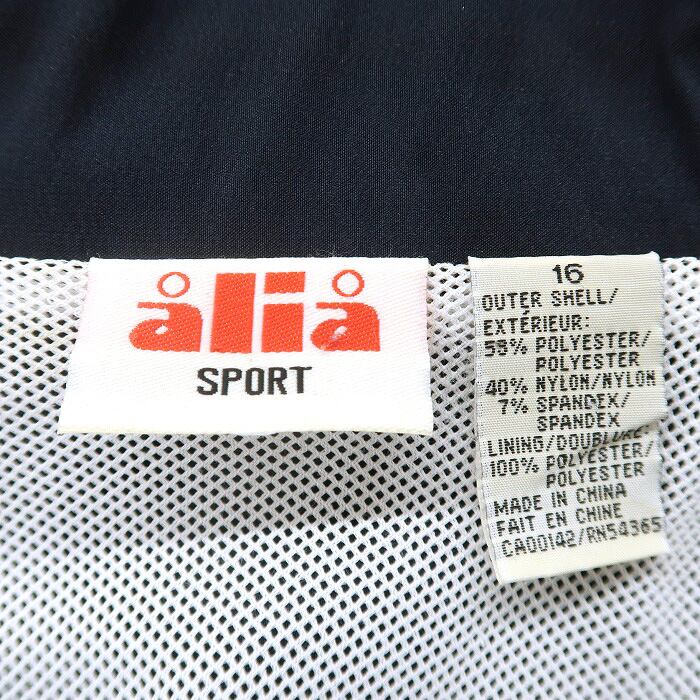 åliå
SPORT
16
OUTER SHELL/
EXTÉRIEUR:
53% POLYESTER/
POLYESTER
40% NYLON/NYLON
7% SPANDEX/
SPANDEX
LINING/DOUBLURE:
100% POLYESTER/
POLYESTER
MADE IN CHINA
FAIT EN CHINE
CA00142/RN54365